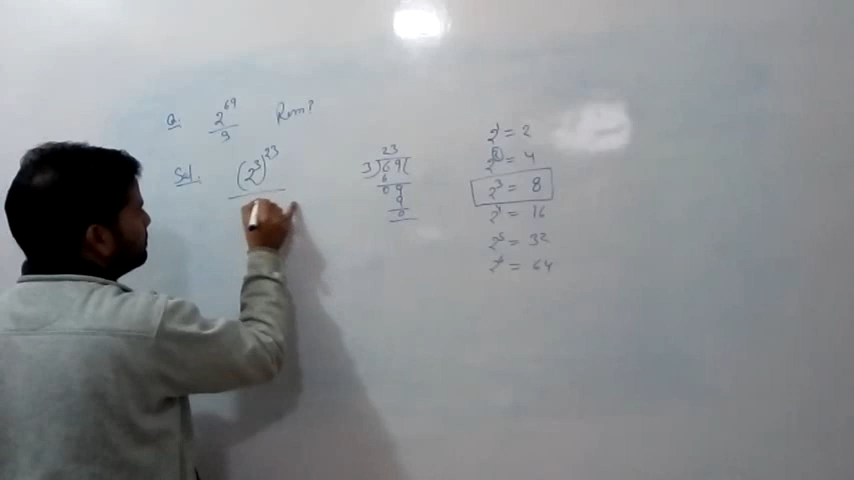 Q. 2^69 / 9 Rem?
Sol. (2^3)^23
23
3) 69 (
6
09
9
0
2^1 = 2
2^2 = 4
2^3 = 8
2^4 = 16
2^5 = 32
2^6 = 64